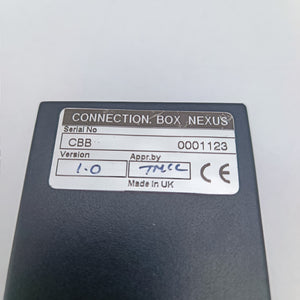 CONNECTION BOX NEXUS
Serial No
CBB 0001123
Version Appr.by
1.0 CE
Made in UK